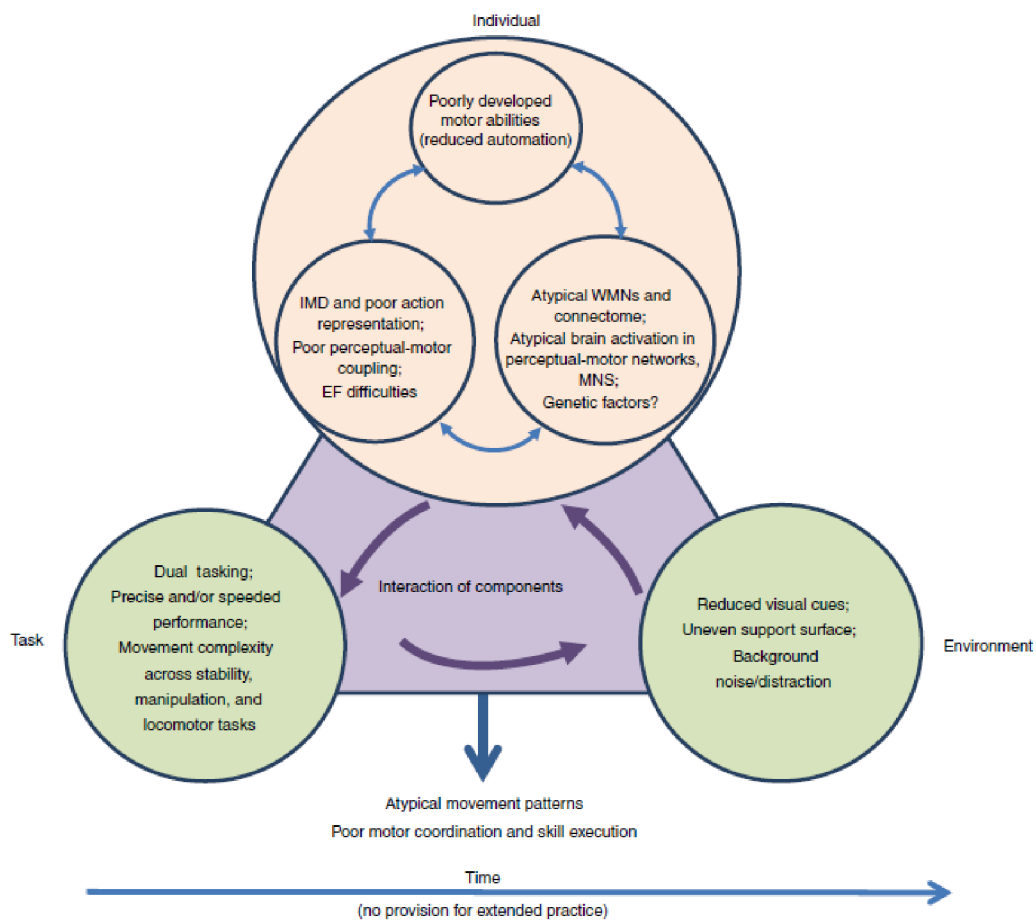 Individual
Poorly developed
motor abilities
(reduced automation)
IMD and poor action
representation;
Poor perceptual-motor
coupling;
EF difficulties
Atypical WMNs and
connectome;
Atypical brain activation in
perceptual-motor networks,
MNS;
Genetic factors?
Interaction of components
Task
Dual tasking;
Precise and/or speeded
performance;
Movement complexity
across stability,
manipulation, and
locomotor tasks
Reduced visual cues;
Uneven support surface;
Background
noise/distraction
Environment
Atypical movement patterns
Poor motor coordination and skill execution
Time
(no provision for extended practice)